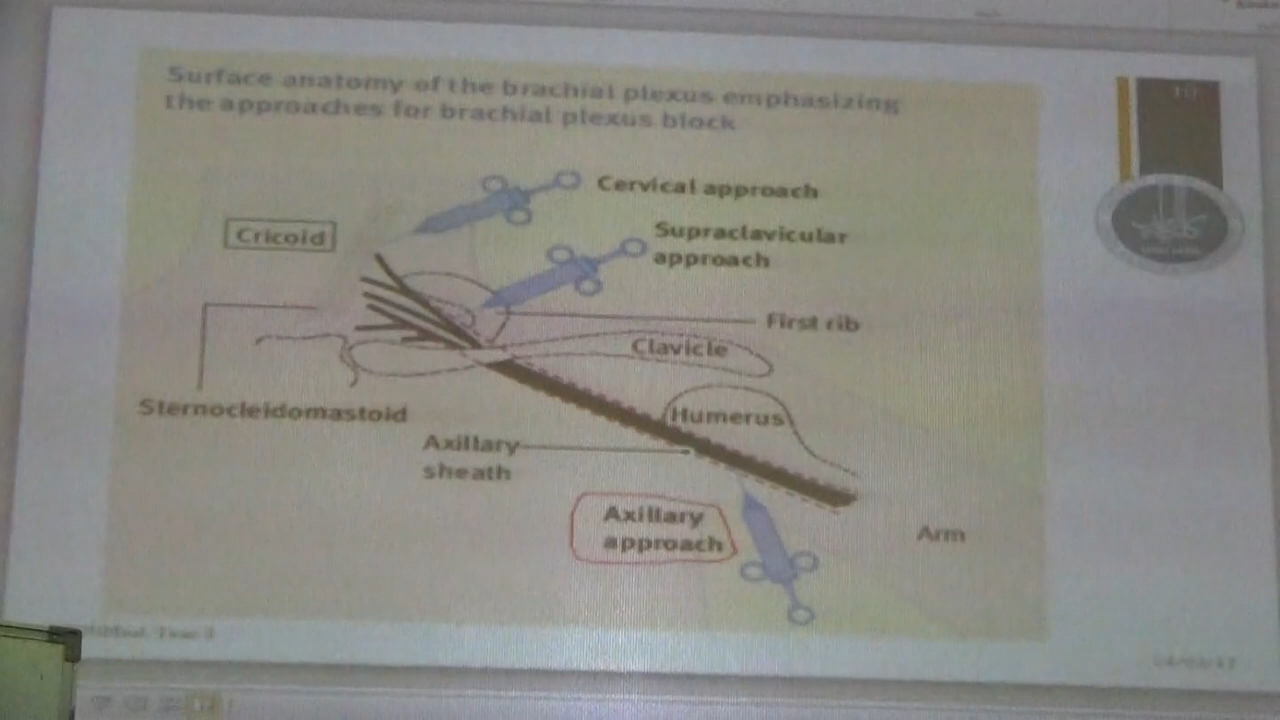 Surface anatomy of the brachial plexus emphasizing
the approaches for brachial plexus block
10
Cervical approach
Cricoid
Supraclavicular
approach
First rib
Clavicle
Sternocleidomastoid
Humerus
Axillary
sheath
Axillary
approach
Arm